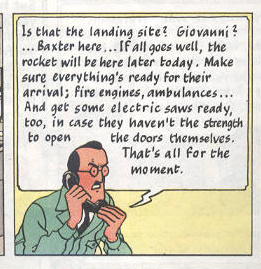 Is that the landing site? Giovanni?
...Baxter here...If all goes well, the
rocket will be here later today. Make
sure everything's ready for their
arrival; fire engines, ambulances...
And get some electric saws ready,
too, in case they haven't the strength
to open the doors themselves.
That's all for the
moment.